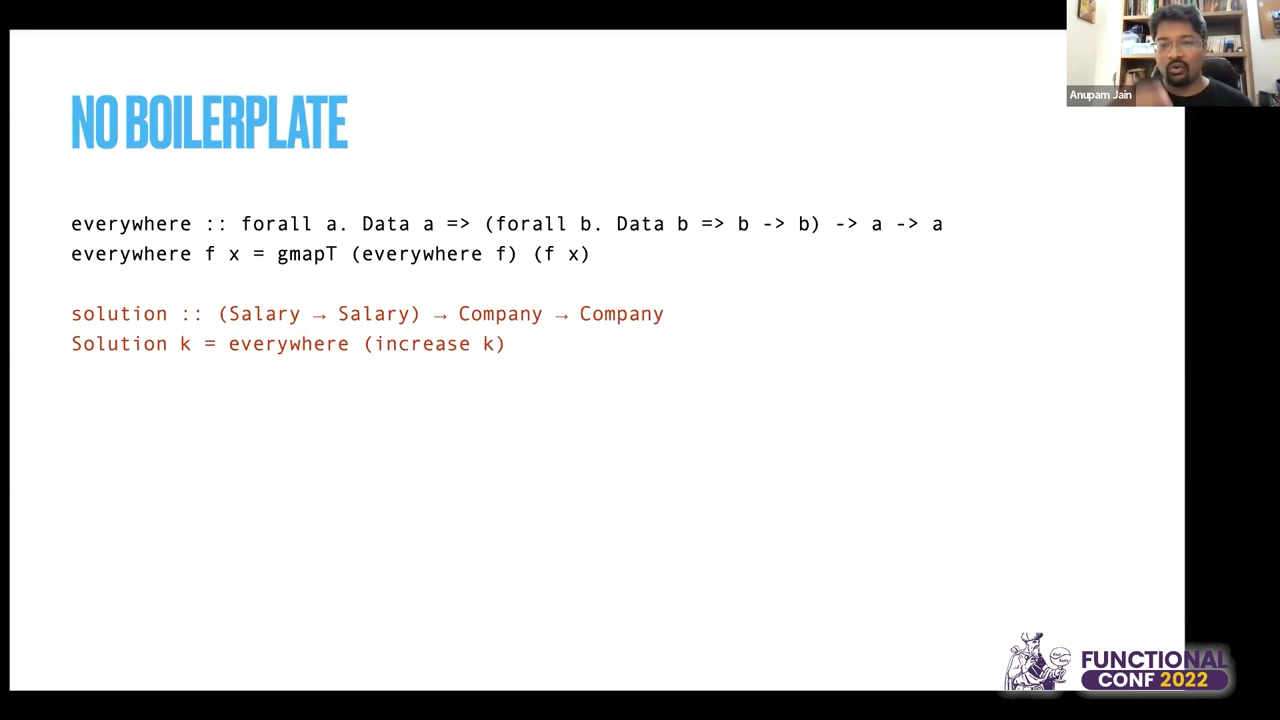 Anupam Jain
NO BOILERPLATE
everywhere :: forall a. Data a => (forall b. Data b => b -> b) -> a -> a
everywhere f x = gmapT (everywhere f) (f x)
solution :: (Salary → Salary) → Company → Company
Solution k = everywhere (increase k)
FUNCTIONAL
CONF 2022